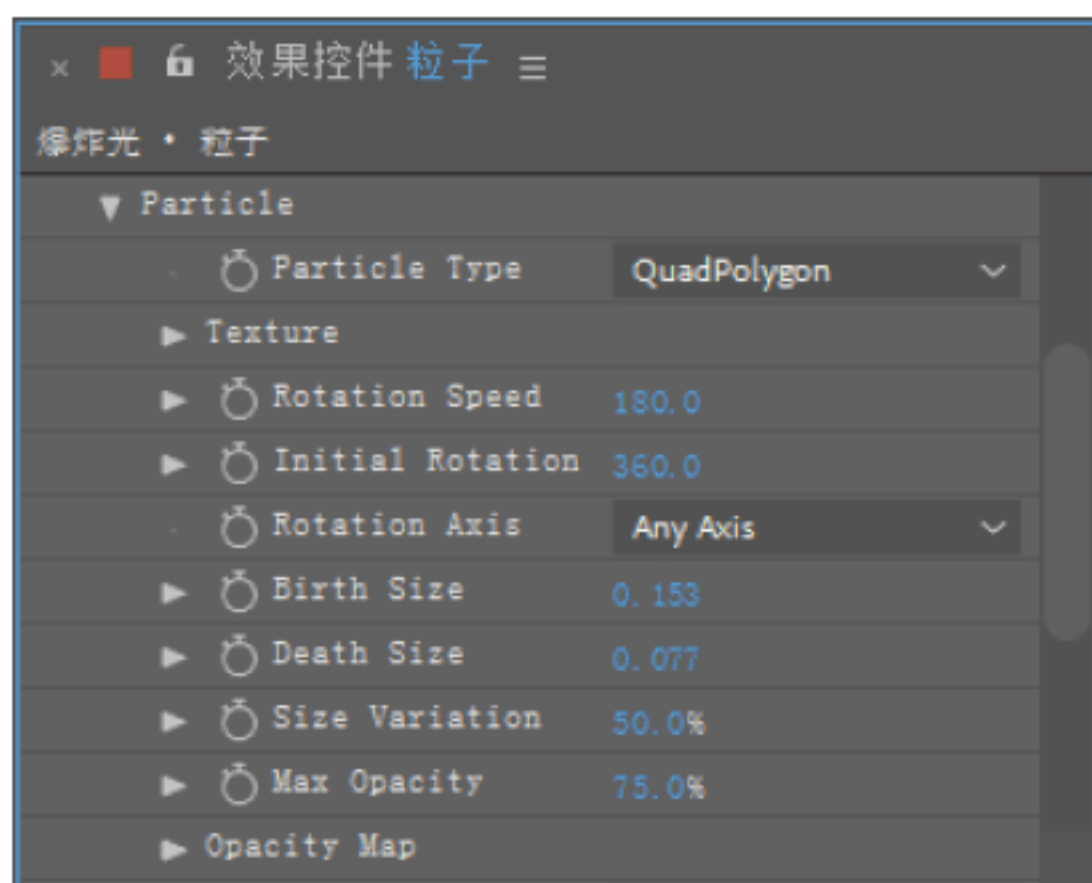 效果控件 粒子
爆炸光 • 粒子
Particle
Particle Type QuadPolygon
Texture
Rotation Speed 180.0
Initial Rotation 360.0
Rotation Axis Any Axis
Birth Size 0.153
Death Size 0.077
Size Variation 50.0%
Max Opacity 75.0%
Opacity Map